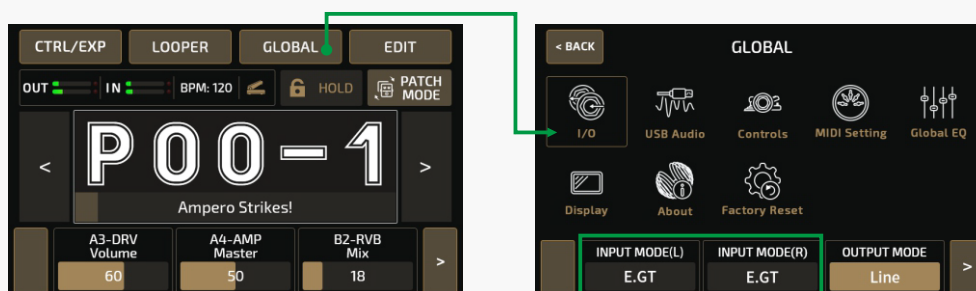 CTRL/EXP LOOPER GLOBAL EDIT
OUT IN BPM: 120 HOLD PATCH MODE
< P00-1 >
Ampero Strikes!
A3-DRV Volume A4-AMP Master B2-RVB Mix >
60 50 18
< BACK GLOBAL
I/O USB Audio Controls MIDI Setting Global EQ
Display About Factory Reset
INPUT MODE(L) INPUT MODE(R) OUTPUT MODE >
E.GT E.GT Line